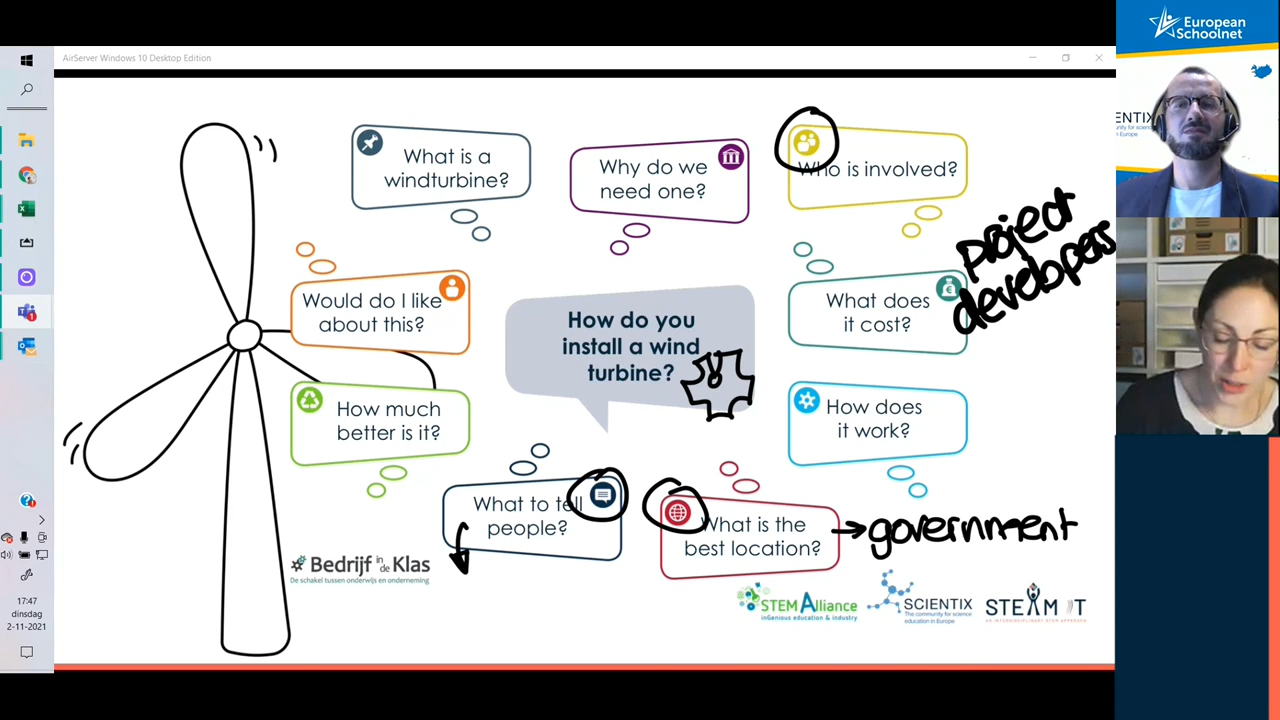 European
Schoolnet
AirServer Windows 10 Desktop Edition
What is a
windturbine?
Why do we
need one?
Who is involved?
project
developers
Would do I like
about this?
How do you
install a wind
turbine?
What does
it cost?
How much
better is it?
How does
it work?
What to tell
people?
What is the
best location?
government
Bedrijf in de Klas
De schakel tussen onderwijs en onderneming
STEM Alliance
inGenious education & industry
SCIENTIX
The community for science
education in Europe
STEAM IT
AN INTERDISCIPLINARY STEM APPROACH
17:47
dinsdag
2-11-2021